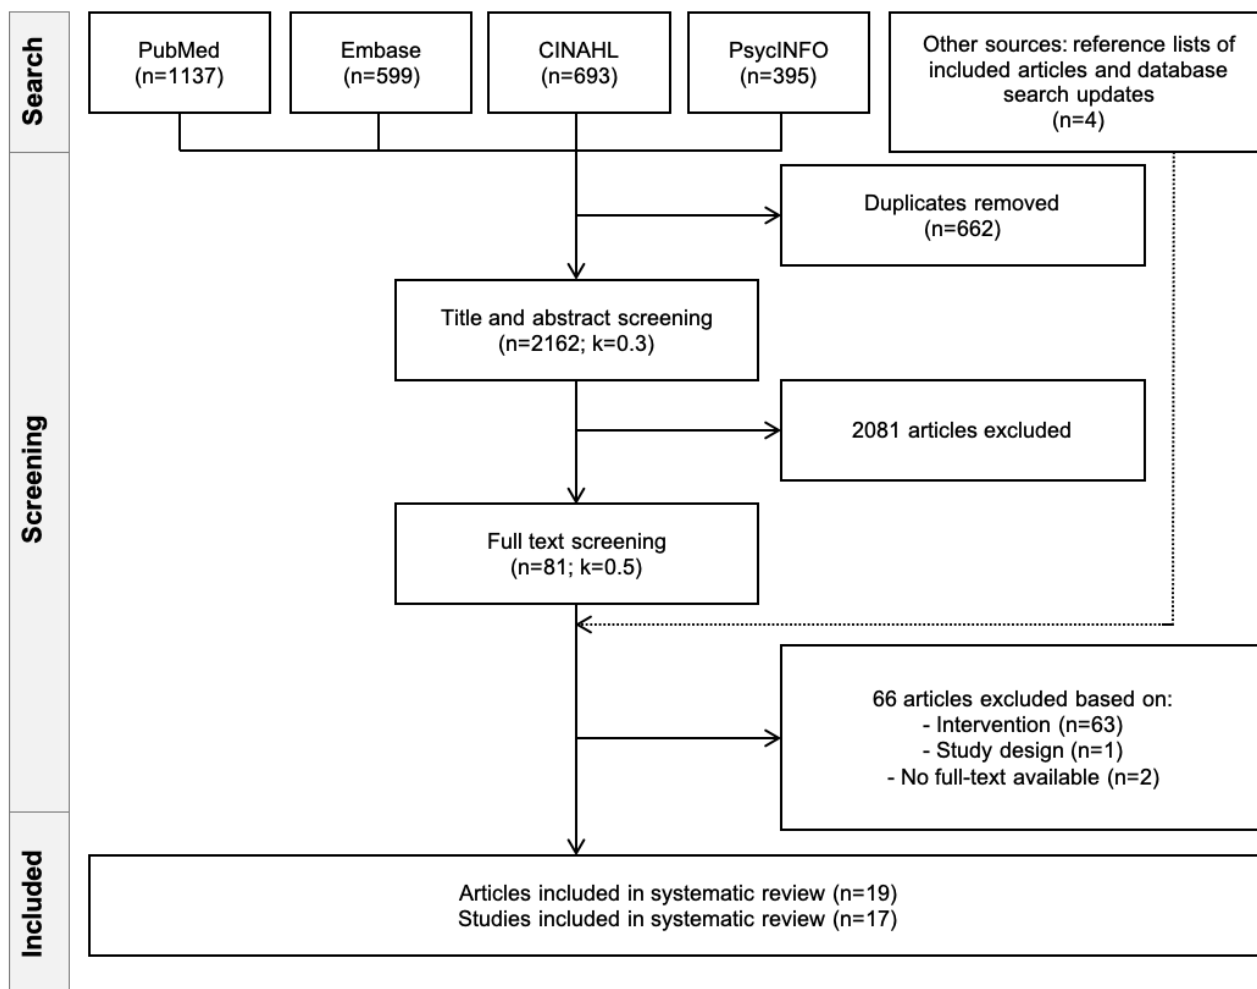 Search
PubMed
(n=1137)
Embase
(n=599)
CINAHL
(n=693)
PsycINFO
(n=395)
Other sources: reference lists of
included articles and database
search updates
(n=4)
Screening
Duplicates removed
(n=662)
Title and abstract screening
(n=2162; k=0.3)
2081 articles excluded
Full text screening
(n=81; k=0.5)
66 articles excluded based on:
- Intervention (n=63)
- Study design (n=1)
- No full-text available (n=2)
Included
Articles included in systematic review (n=19)
Studies included in systematic review (n=17)